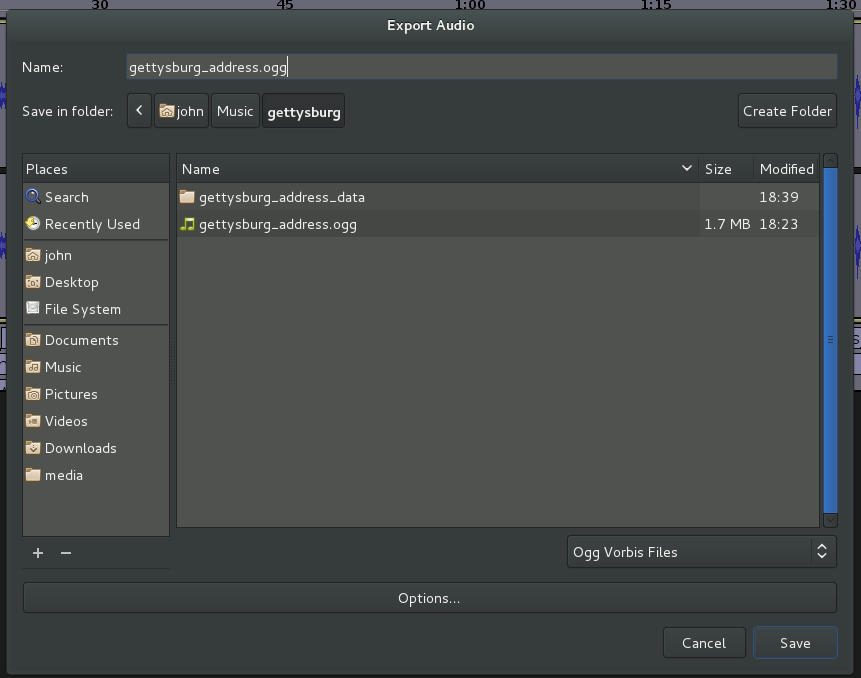 30 45 1:00 1:15 1:30
Export Audio
Name: gettysburg_address.ogg
Save in folder: john Music gettysburg Create Folder
Places Name Size Modified
Search gettysburg_address_data 18:39
Recently Used gettysburg_address.ogg 1.7 MB 18:23
john
Desktop
File System
Documents
Music
Pictures
Videos
Downloads
media
+ −
Ogg Vorbis Files
Options...
Cancel Save